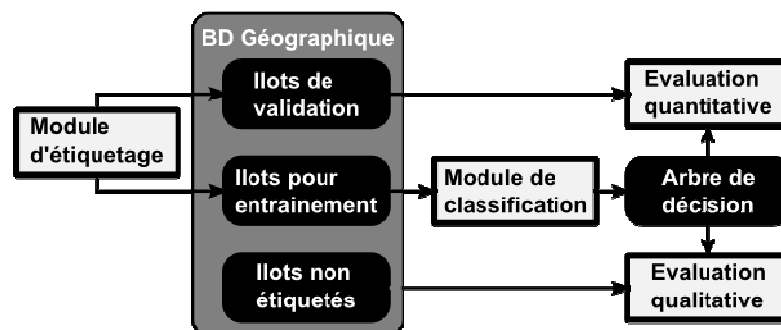 BD Géographique
Ilots de
validation
Evaluation
quantitative
Module
d'étiquetage
Ilots pour
entrainement
Module de
classification
Arbre de
décision
Ilots non
étiquetés
Evaluation
qualitative